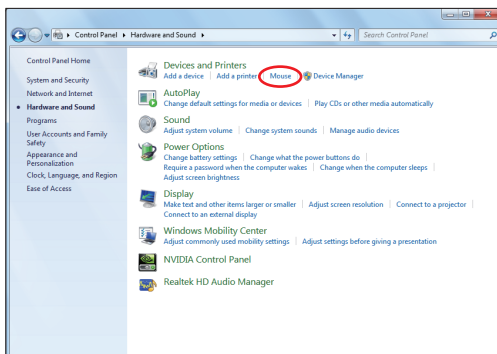 Control Panel ▸ Hardware and Sound ▸
Search Control Panel
Control Panel Home
System and Security
Network and Internet
Hardware and Sound
Programs
User Accounts and Family
Safety
Appearance and
Personalization
Clock, Language, and Region
Ease of Access
Devices and Printers
Add a device | Add a printer | Mouse | Device Manager
AutoPlay
Change default settings for media or devices | Play CDs or other media automatically
Sound
Adjust system volume | Change system sounds | Manage audio devices
Power Options
Change battery settings | Change what the power buttons do |
Require a password when the computer wakes | Change when the computer sleeps |
Adjust screen brightness
Display
Make text and other items larger or smaller | Adjust screen resolution | Connect to a projector |
Connect to an external display
Windows Mobility Center
Adjust commonly used mobility settings | Adjust settings before giving a presentation
NVIDIA Control Panel
Realtek HD Audio Manager